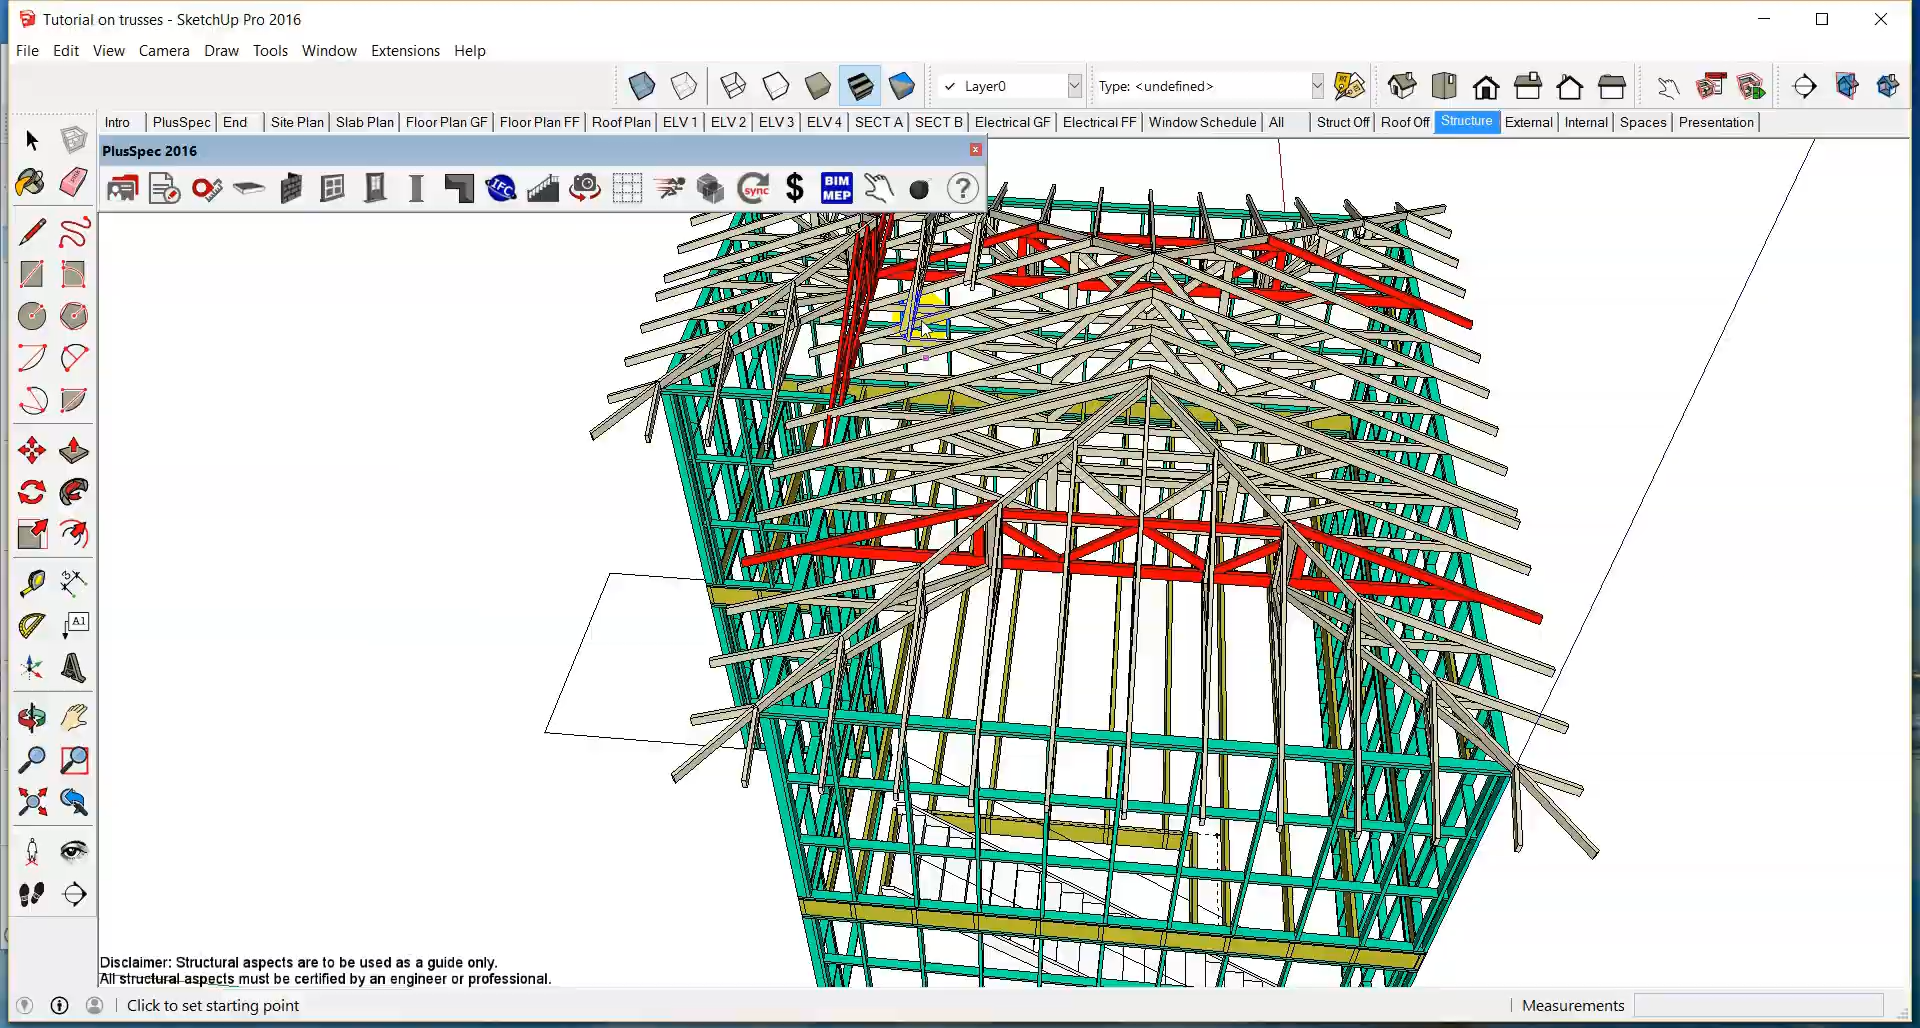 Tutorial on trusses - SketchUp Pro 2016
File Edit View Camera Draw Tools Window Extensions Help
✓ Layer0 Type: <undefined>
Intro PlusSpec End Site Plan Slab Plan Floor Plan GF Floor Plan FF Roof Plan ELV 1 ELV 2 ELV 3 ELV 4 SECT A SECT B Electrical GF Electrical FF Window Schedule All Struct Off Roof Off Structure External Internal Spaces Presentation
PlusSpec 2016
IFC sync $ BIM MEP ?
A1
Disclaimer: Structural aspects are to be used as a guide only.
All structural aspects must be certified by an engineer or professional.
Click to set starting point Measurements